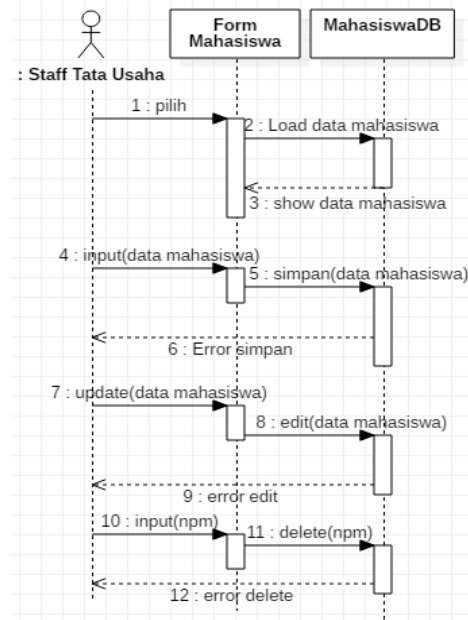 Form
Mahasiswa
MahasiswaDB
: Staff Tata Usaha
1 : pilih
2 : Load data mahasiswa
3 : show data mahasiswa
4 : input(data mahasiswa)
5 : simpan(data mahasiswa)
6 : Error simpan
7 : update(data mahasiswa)
8 : edit(data mahasiswa)
9 : error edit
10 : input(npm)
11 : delete(npm)
12 : error delete